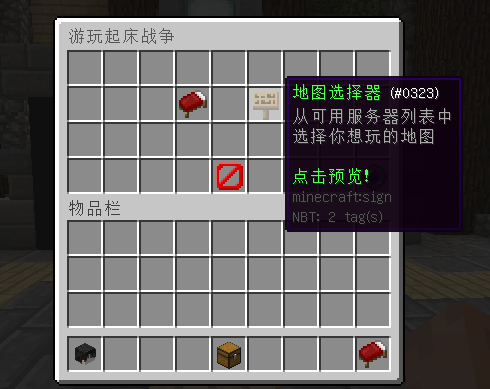 游玩起床战争
地图选择器 (#0323)
从可用服务器列表中
选择你想玩的地图
点击预览!
minecraft:sign
NBT: 2 tag(s)
物品栏